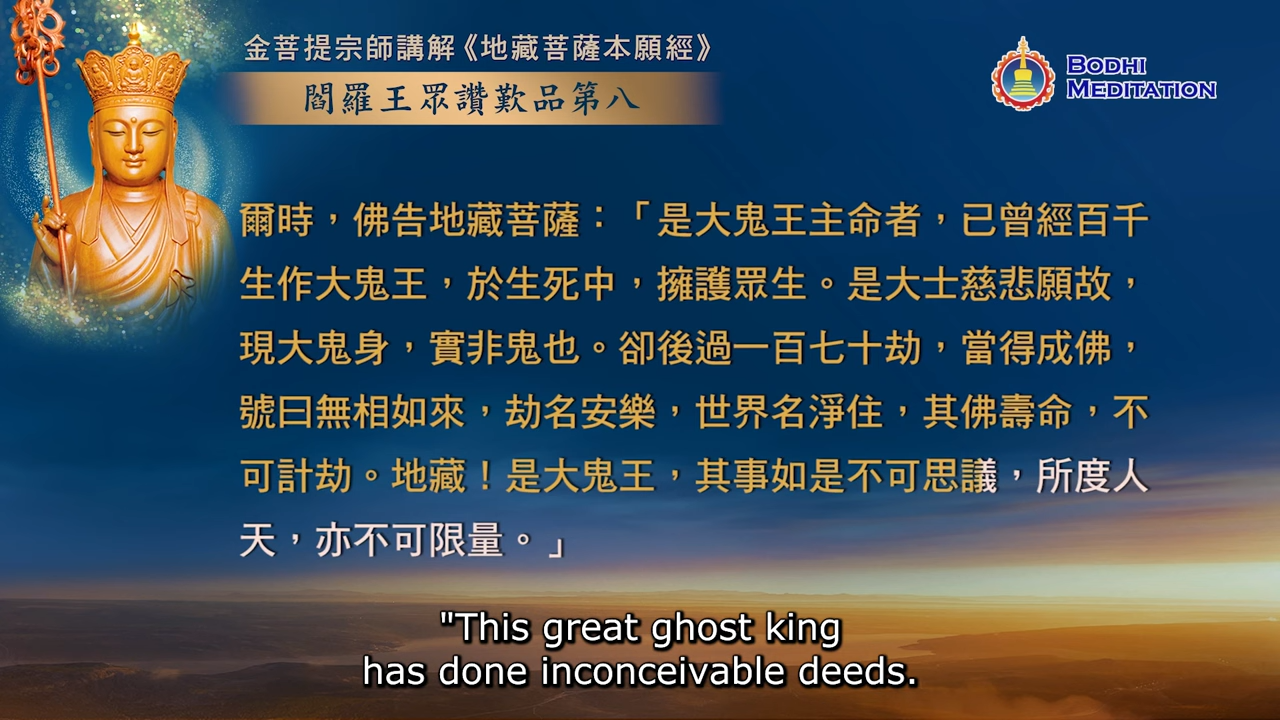 金菩提宗師講解《地藏菩薩本願經》
閻羅王眾讚歎品第八
BODHI
MEDITATION
爾時，佛告地藏菩薩：「是大鬼王主命者，已曾經百千
生作大鬼王，於生死中，擁護眾生。是大士慈悲願故，
現大鬼身，實非鬼也。卻後過一百七十劫，當得成佛，
號曰無相如來，劫名安樂，世界名淨住，其佛壽命，不
可計劫。地藏！是大鬼王，其事如是不可思議，所度人
天，亦不可限量。」
"This great ghost king
has done inconceivable deeds.